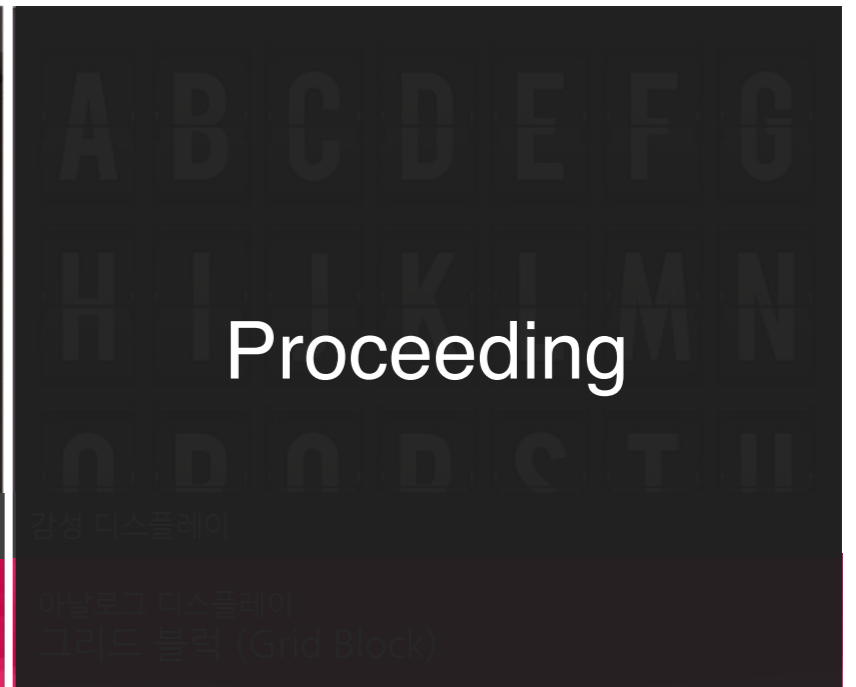 A B C D E F G
H I J K L M N
Proceeding
O P Q R S T U
감성 디스플레이
아날로그 디스플레이
그리드 블럭 (Grid Block)